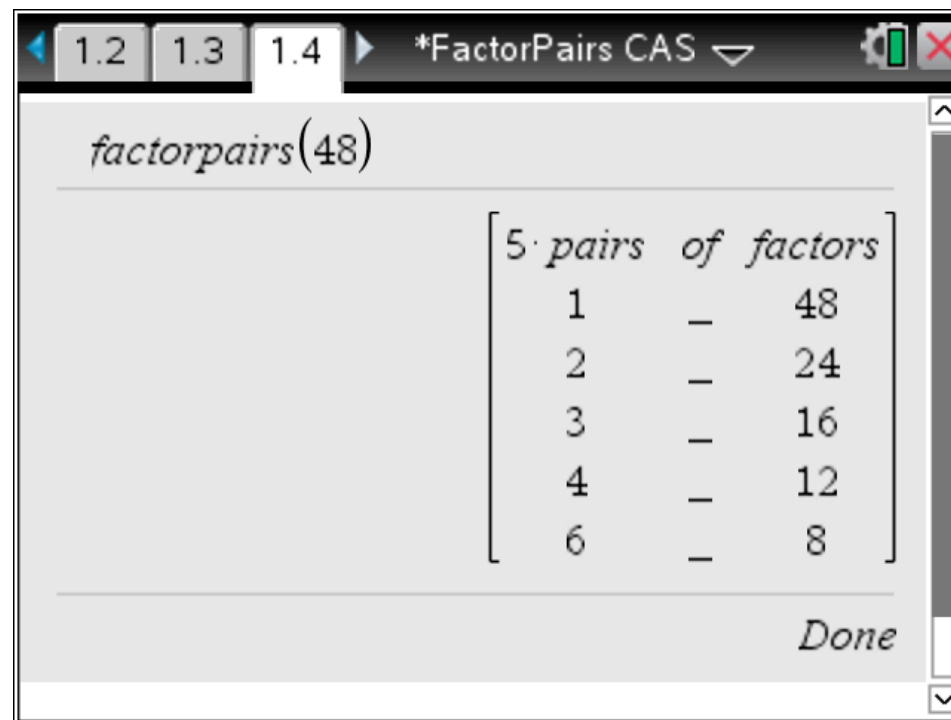 1.2 1.3 1.4 *FactorPairs CAS
factorpairs(48)
5· pairs of factors
1 _ 48
2 _ 24
3 _ 16
4 _ 12
6 _ 8
Done